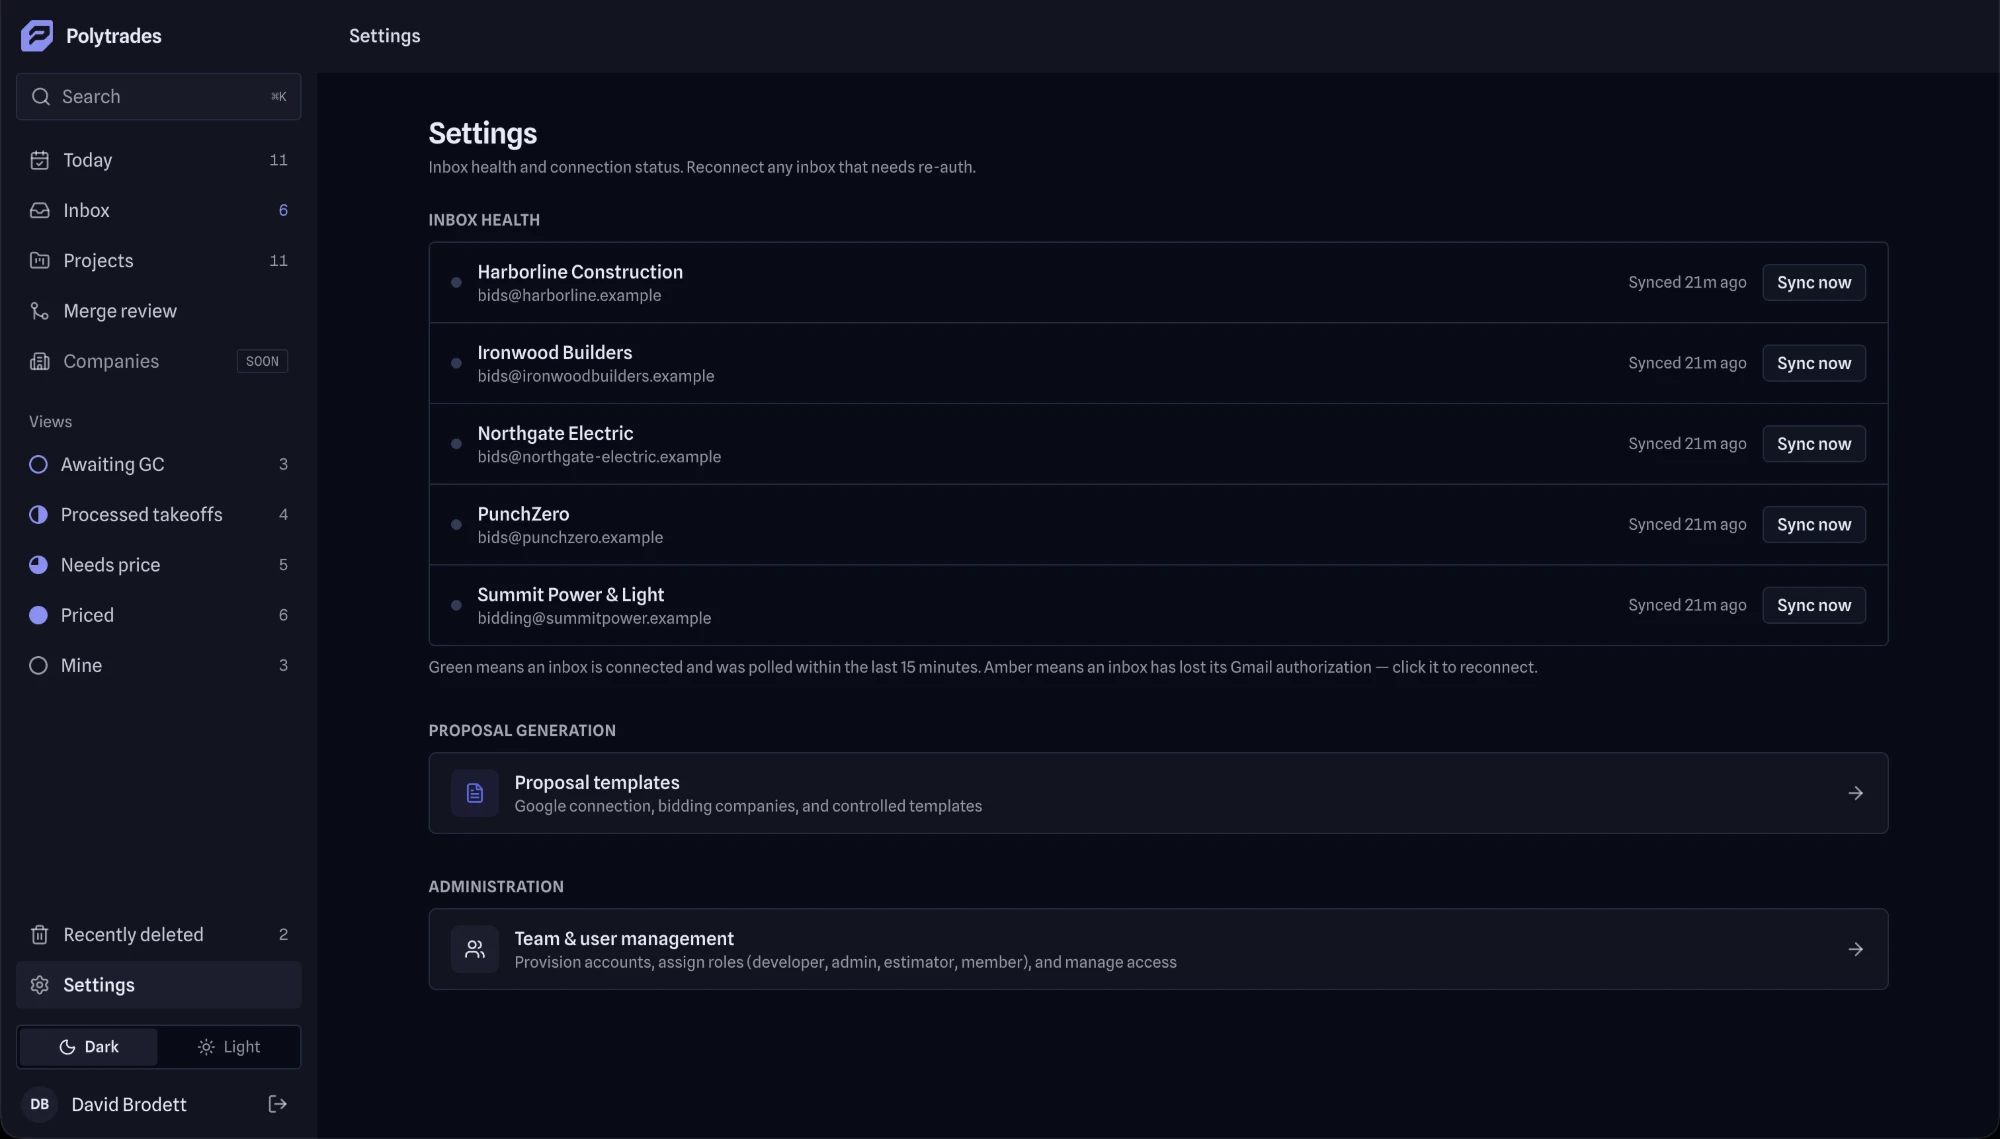 Polytrades
Settings
Search
⌘K
Today 11
Inbox 6
Projects 11
Merge review
Companies SOON
Views
Awaiting GC 3
Processed takeoffs 4
Needs price 5
Priced 6
Mine 3
Recently deleted 2
Settings
Dark Light
DB David Brodett
Settings
Inbox health and connection status. Reconnect any inbox that needs re-auth.
INBOX HEALTH
Harborline Construction
bids@harborline.example
Synced 21m ago Sync now
Ironwood Builders
bids@ironwoodbuilders.example
Synced 21m ago Sync now
Northgate Electric
bids@northgate-electric.example
Synced 21m ago Sync now
PunchZero
bids@punchzero.example
Synced 21m ago Sync now
Summit Power & Light
bidding@summitpower.example
Synced 21m ago Sync now
Green means an inbox is connected and was polled within the last 15 minutes. Amber means an inbox has lost its Gmail authorization — click it to reconnect.
PROPOSAL GENERATION
Proposal templates
Google connection, bidding companies, and controlled templates
ADMINISTRATION
Team & user management
Provision accounts, assign roles (developer, admin, estimator, member), and manage access